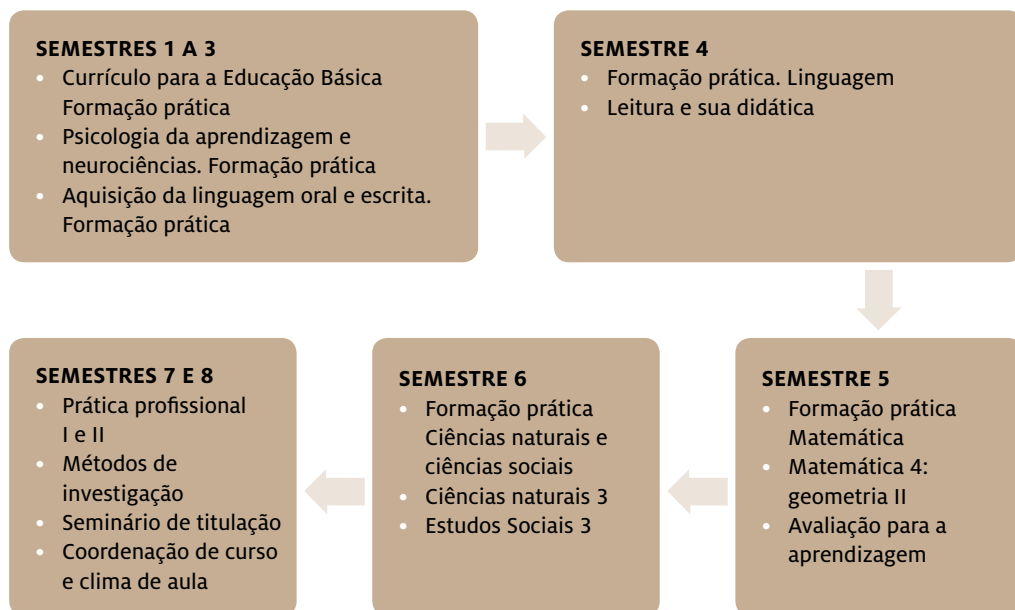 SEMESTRES 1 A 3
• Currículo para a Educação Básica
Formação prática
• Psicologia da aprendizagem e
neurociências. Formação prática
• Aquisição da linguagem oral e escrita.
Formação prática
SEMESTRE 4
• Formação prática. Linguagem
• Leitura e sua didática
SEMESTRE 5
• Formação prática
Matemática
• Matemática 4:
geometria II
• Avaliação para a
aprendizagem
SEMESTRE 6
• Formação prática
Ciências naturais e
ciências sociais
• Ciências naturais 3
• Estudos Sociais 3
SEMESTRES 7 E 8
• Prática profissional
I e II
• Métodos de
investigação
• Seminário de titulação
• Coordenação de curso
e clima de aula